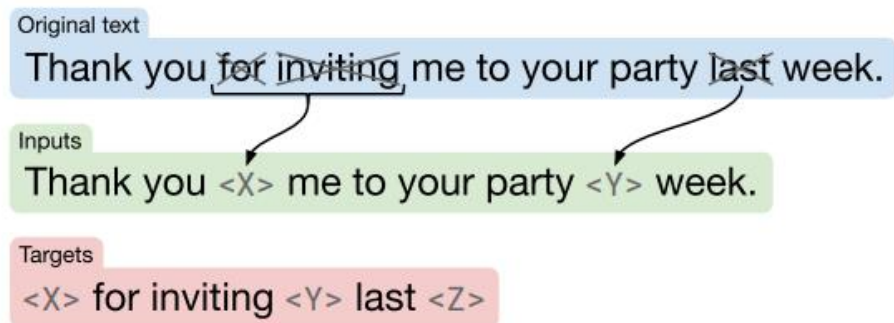 Original text
Thank you for inviting me to your party last week.
Inputs
Thank you <X> me to your party <Y> week.
Targets
<X> for inviting <Y> last <Z>